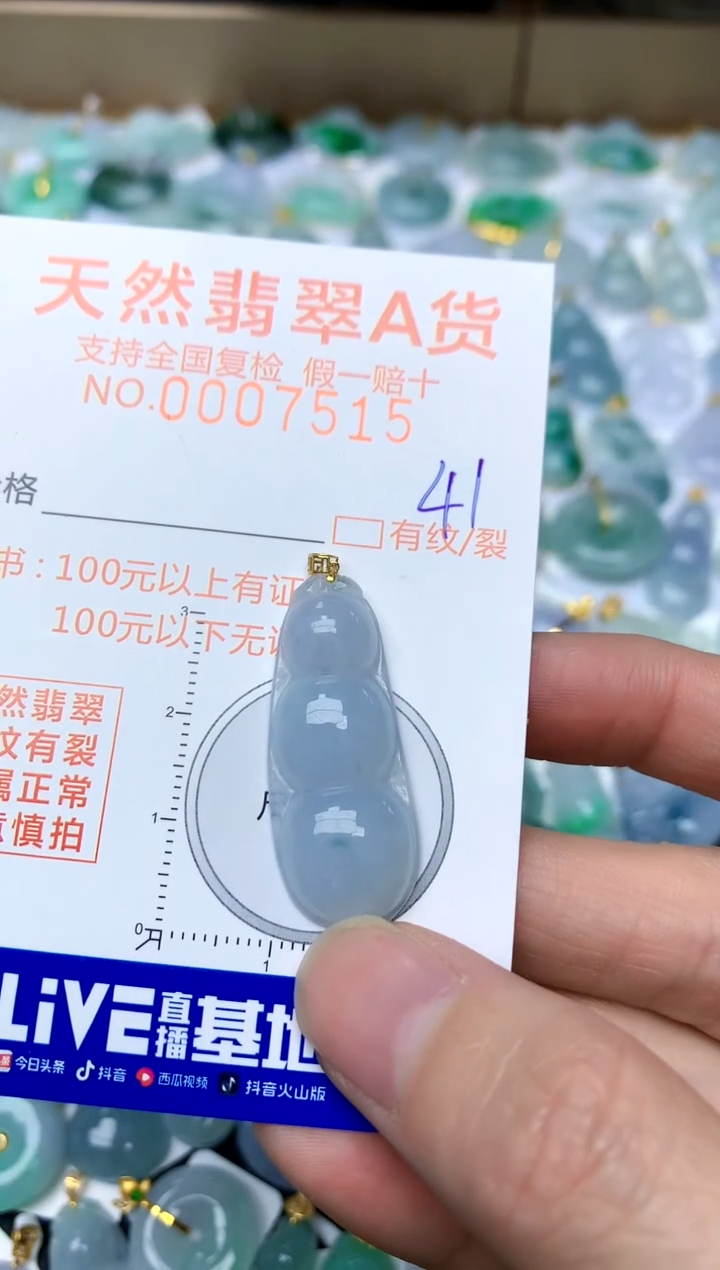 天然翡翠A货
支持全国复检 假一赔十
NO.0007515
41
格
有纹/裂
书：100元以上有证
100元以下无
然翡翠
纹有裂
属正常
慎拍
3
2
1
0
1
LiVE直播基地
今日头条 抖音 西瓜视频 抖音火山版